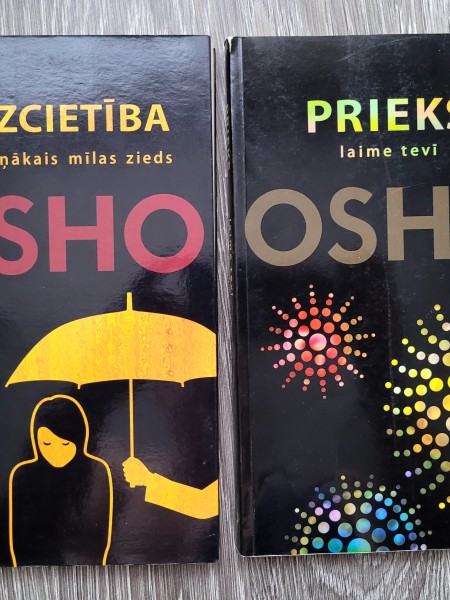 ZCIETĪBA
ņākais mīlas zieds
SHO
PRIEKS
laime tevī
OSH